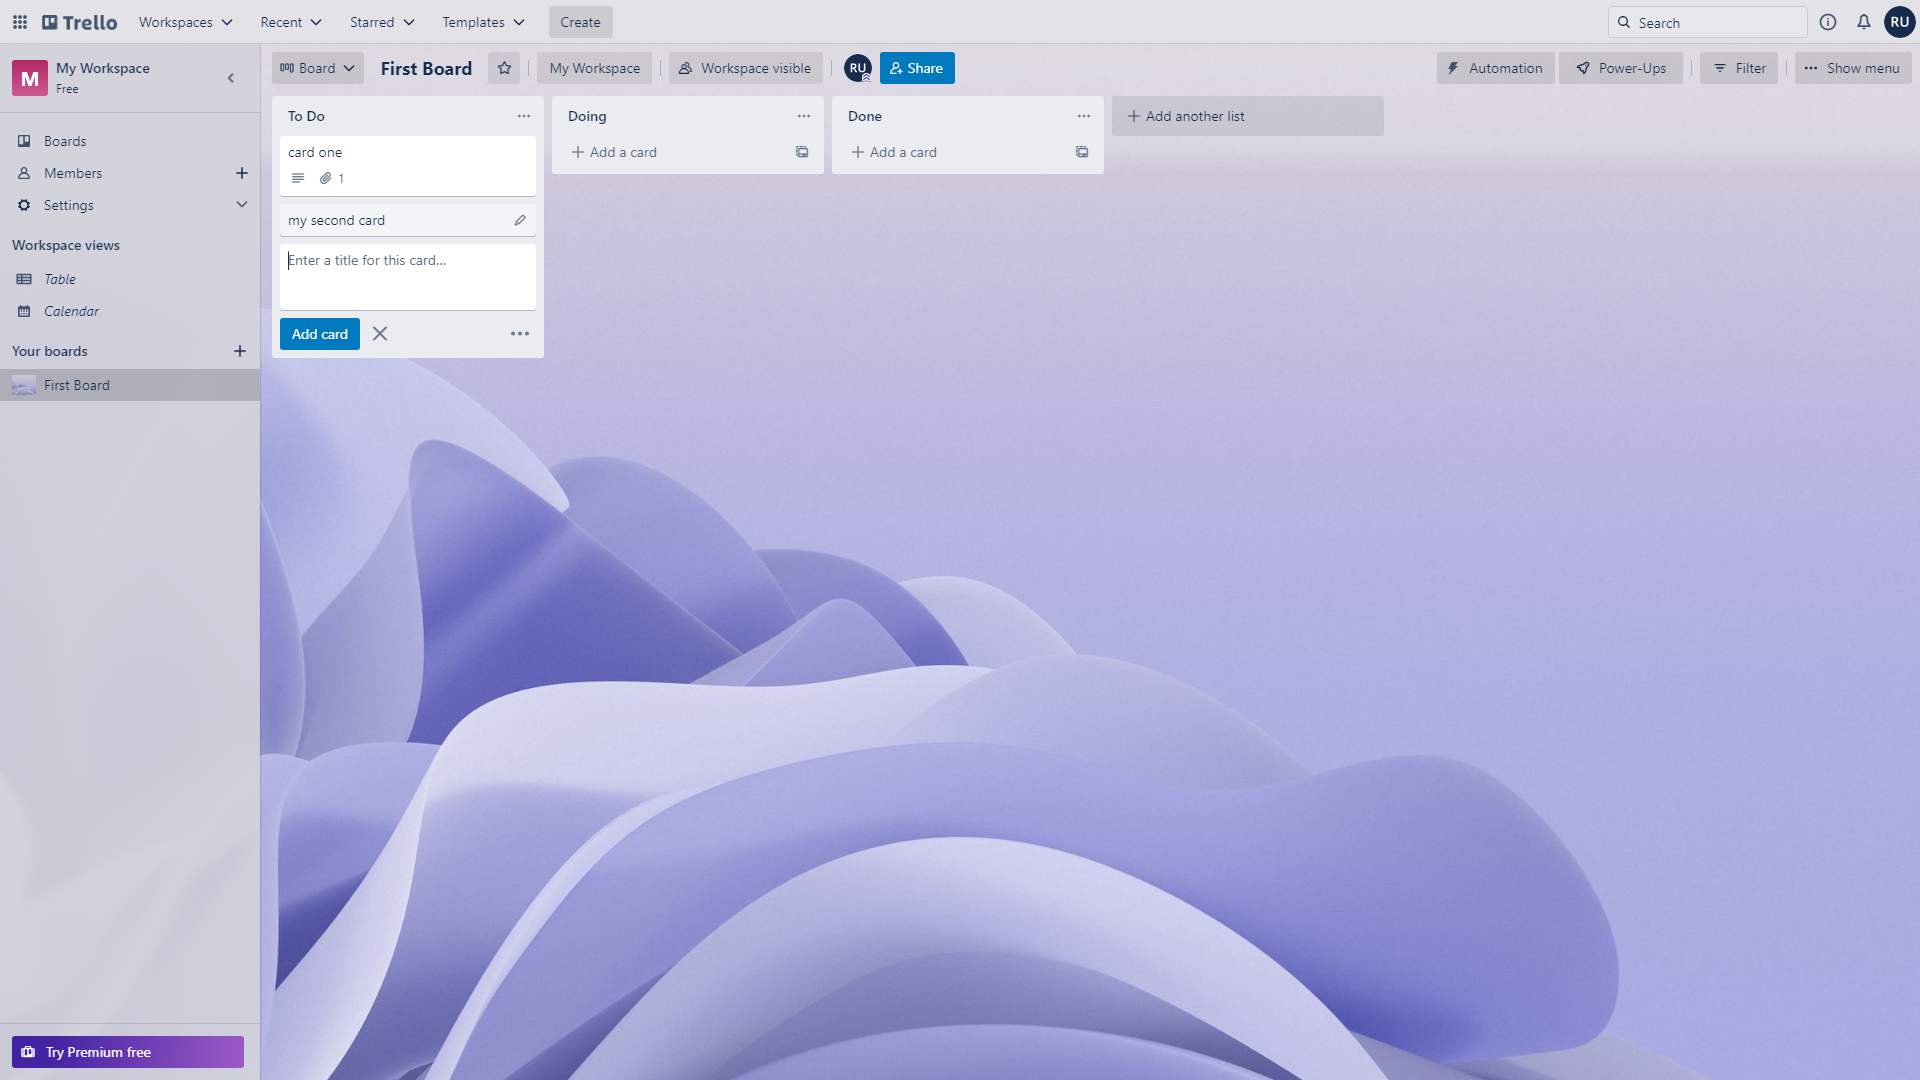 Trello
Workspaces
Recent
Starred
Templates
Create
Search
RU
M
My Workspace
Free
Board
First Board
My Workspace
Workspace visible
RU
Share
Automation
Power-Ups
Filter
Show menu
Boards
Members
Settings
Workspace views
Table
Calendar
Your boards
First Board
To Do
card one
1
my second card
Enter a title for this card...
Add card
Doing
Add a card
Done
Add a card
Add another list
Try Premium free